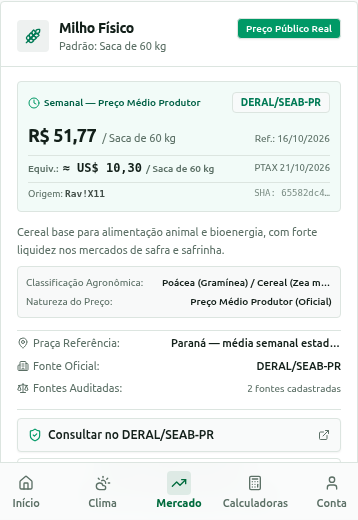 Milho Físico
Padrão: Saca de 60 kg
Preço Público Real
Semanal — Preço Médio Produtor
DERAL/SEAB-PR
R$ 51,77 / Saca de 60 kg
Ref.: 16/10/2026
Equiv.: ≈ US$ 10,30 / Saca de 60 kg
PTAX 21/10/2026
Origem: Rav!X11
SHA: 65582dc4…
Cereal base para alimentação animal e bioenergia, com forte
liquidez nos mercados de safra e safrinha.
Classificação Agronômica: Poácea (Gramínea) / Cereal (Zea m...
Natureza do Preço: Preço Médio Produtor (Oficial)
Praça Referência: Paraná — média semanal estad...
Fonte Oficial: DERAL/SEAB-PR
Fontes Auditadas: 2 fontes cadastradas
Consultar no DERAL/SEAB-PR
Início
Clima
Mercado
Calculadoras
Conta